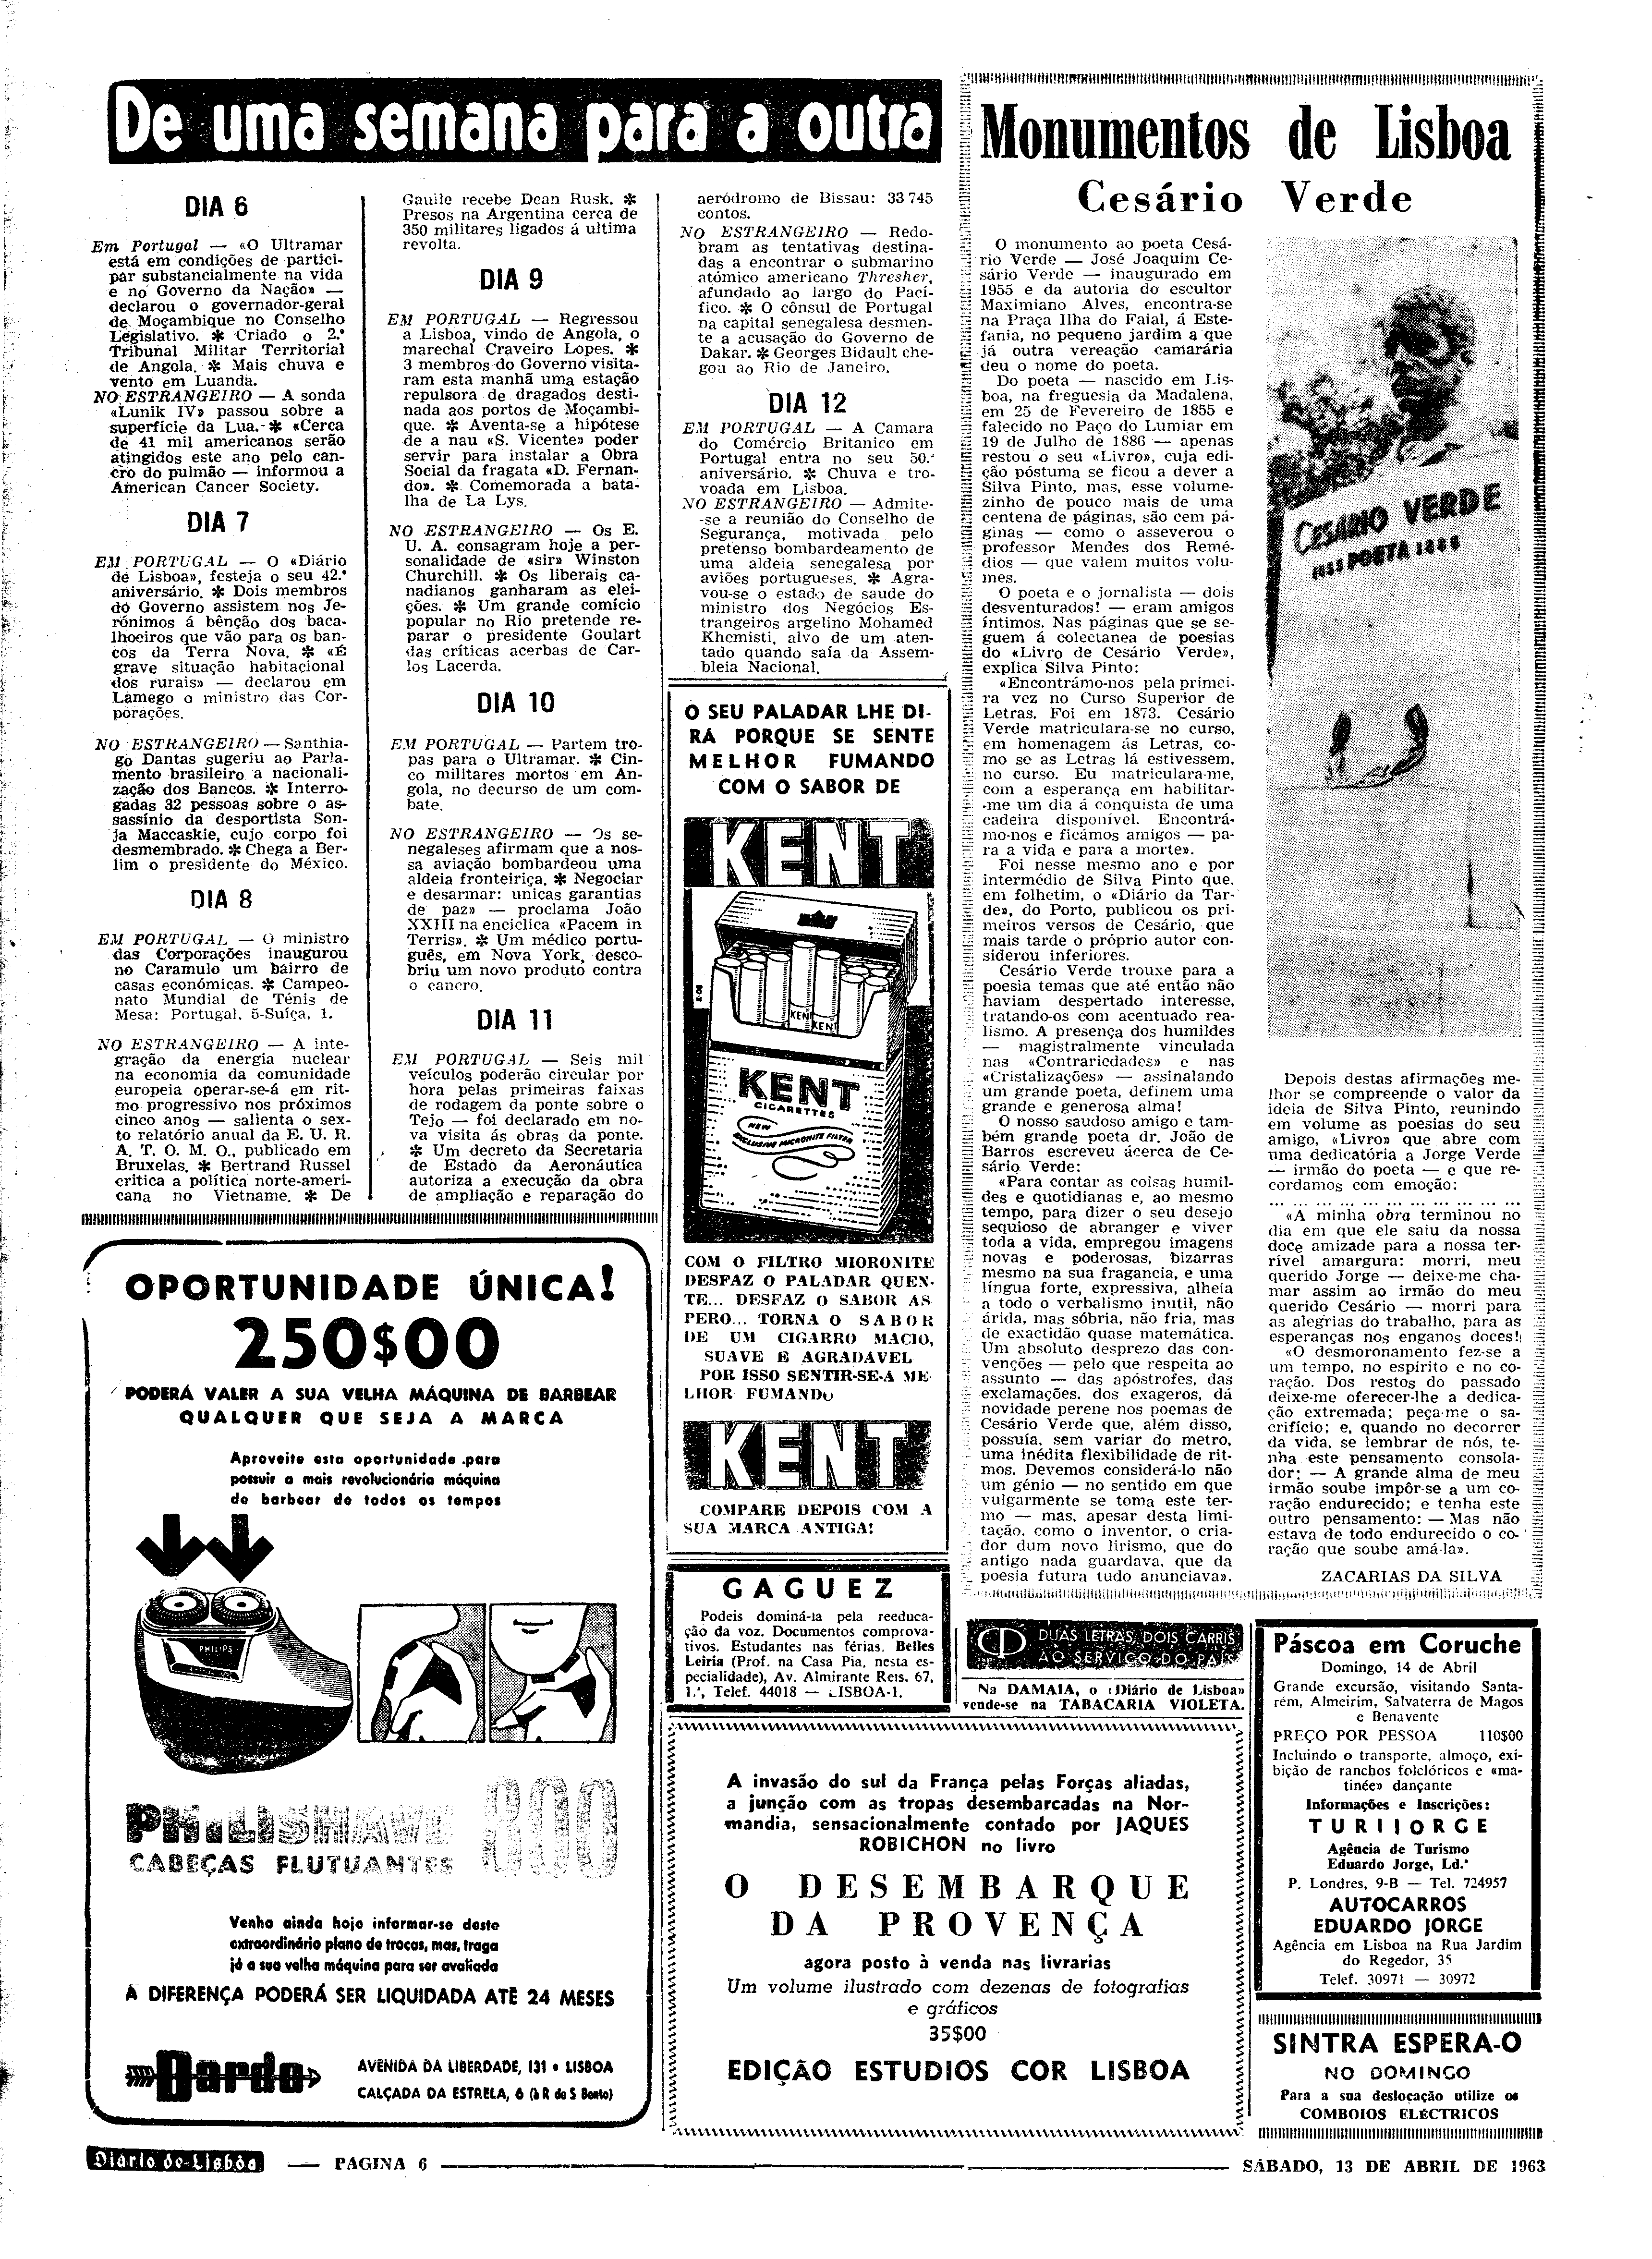 De uma semana para a outra
DIA 6
Em Portugal — «O Ultramar
está em condições de partici-
par substancialmente na vida
e no Governo da Nação» —
declarou o governador-geral
de Moçambique no Conselho
Legislativo. ✻ Criado o 2.º
Tribunal Militar Territorial
de Angola. ✻ Mais chuva e
vento em Luanda.
NO ESTRANGEIRO — A sonda
«Lunik IV» passou sobre a
superfície da Lua. ✻ «Cerca
de 41 mil americanos serão
atingidos este ano pelo can-
cro do pulmão — informou a
American Cancer Society.
DIA 7
EM PORTUGAL — O «Diário
de Lisboa», festeja o seu 42.º
aniversário. ✻ Dois membros
do Governo assistem nos Je-
rónimos á bênção dos baca-
lhoeiros que vão para os ban-
cos da Terra Nova. ✻ «É
grave situação habitacional
dos rurais» — declarou em
Lamego o ministro das Cor-
porações.
NO ESTRANGEIRO — Santhia-
go Dantas sugeriu ao Parla-
mento brasileiro a nacionali-
zação dos Bancos. ✻ Interro-
gadas 32 pessoas sobre o as-
sassínio da desportista Son-
ja Maccaskie, cujo corpo foi
desmembrado. ✻ Chega a Ber-
lim o presidente do México.
DIA 8
EM PORTUGAL — O ministro
das Corporações inaugurou
no Caramulo um bairro de
casas económicas. ✻ Campeo-
nato Mundial de Ténis de
Mesa: Portugal, 5-Suíça, 1.
NO ESTRANGEIRO — A inte-
gração da energia nuclear
na economia da comunidade
europeia operar-se-á em rit-
mo progressivo nos próximos
cinco anos — salienta o sex-
to relatório anual da E. U. R.
A. T. O. M. O., publicado em
Bruxelas. ✻ Bertrand Russel
critica a política norte-ameri-
cana no Vietname. ✻ De
Gaulle recebe Dean Rusk. ✻
Presos na Argentina cerca de
350 militares ligados á ultima
revolta.
DIA 9
EM PORTUGAL — Regressou
a Lisboa, vindo de Angola, o
marechal Craveiro Lopes. ✻
3 membros do Governo visita-
ram esta manhã uma estação
repulsora de dragados desti-
nada aos portos de Moçambi-
que. ✻ Aventa-se a hipótese
de a nau «S. Vicente» poder
servir para instalar a Obra
Social da fragata «D. Fernan-
do». ✻ Comemorada a bata-
lha de La Lys.
NO ESTRANGEIRO — Os E.
U. A. consagram hoje a per-
sonalidade de «sir» Winston
Churchill. ✻ Os liberais ca-
nadianos ganharam as elei-
ções. ✻ Um grande comício
popular no Rio pretende re-
parar o presidente Goulart
das críticas acerbas de Car-
los Lacerda.
DIA 10
EM PORTUGAL — Partem tro-
pas para o Ultramar. ✻ Cin-
co militares mortos em An-
gola, no decurso de um com-
bate.
NO ESTRANGEIRO — Os se-
negaleses afirmam que a nos-
sa aviação bombardeou uma
aldeia fronteiriça. ✻ Negociar
e desarmar: unicas garantias
de paz» — proclama João
XXIII na enciclica «Pacem in
Terris». ✻ Um médico portu-
guês, em Nova York, desco-
briu um novo produto contra
o cancro.
DIA 11
EM PORTUGAL — Seis mil
veículos poderão circular por
hora pelas primeiras faixas
de rodagem da ponte sobre o
Tejo — foi declarado em no-
va visita ás obras da ponte.
✻ Um decreto da Secretaria
de Estado da Aeronáutica
autoriza a execução da obra
de ampliação e reparação do
aeródromo de Bissau: 33 745
contos.
NO ESTRANGEIRO — Redo-
bram as tentativas destina-
das a encontrar o submarino
atómico americano Thresher,
afundado ao largo do Pací-
fico. ✻ O cônsul de Portugal
na capital senegalesa desmen-
te a acusação do Governo de
Dakar. ✻ Georges Bidault che-
gou ao Rio de Janeiro.
DIA 12
EM PORTUGAL — A Camara
do Comércio Britanico em
Portugal entra no seu 50.º
aniversário. ✻ Chuva e tro-
voada em Lisboa.
NO ESTRANGEIRO — Admite-
-se a reunião do Conselho de
Segurança, motivada pelo
pretenso bombardeamento de
uma aldeia senegalesa por
aviões portugueses. ✻ Agra-
vou-se o estado de saude do
ministro dos Negócios Es-
trangeiros argelino Mohamed
Khemisti, alvo de um aten-
tado quando saía da Assem-
bleia Nacional.
O SEU PALADAR LHE DI-
RÁ PORQUE SE SENTE
MELHOR FUMANDO
COM O SABOR DE
KENT
KENT
KENT
KENT
CIGARETTES
NEW
EXCLUSIVE MICRONITE FILTER
COM O FILTRO MIORONITE
DESFAZ O PALADAR QUEN-
TE... DESFAZ O SABOR AS
PERO... TORNA O SABOR
DE UM CIGARRO MACIO,
SUAVE E AGRADAVEL
POR ISSO SENTIR-SE-A ME-
LHOR FUMANDO
KENT
COMPARE DEPOIS COM A
SUA MARCA ANTIGA!
GAGUEZ
Podeis dominá-la pela reeduca-
ção da voz. Documentos comprova-
tivos. Estudantes nas férias. Belles
Leiria (Prof. na Casa Pia, nesta es-
pecialidade), Av. Almirante Reis, 67,
1.º, Telef. 44018 — LISBOA-1.
Monumentos de Lisboa
Cesário Verde
O monumento ao poeta Cesá-
rio Verde — José Joaquim Ce-
sário Verde — inaugurado em
1955 e da autoria do escultor
Maximiano Alves, encontra-se
na Praça Ilha do Faial, á Este-
fania, no pequeno jardim a que
já outra vereação camarária
deu o nome do poeta.
Do poeta — nascido em Lis-
boa, na freguesia da Madalena,
em 25 de Fevereiro de 1855 e
falecido no Paço do Lumiar em
19 de Julho de 1886 — apenas
restou o seu «Livro», cuja edi-
ção póstuma se ficou a dever a
Silva Pinto, mas, esse volume-
zinho de pouco mais de uma
centena de páginas, são cem pá-
ginas — como o asseverou o
professor Mendes dos Remé-
dios — que valem muitos volu-
mes.
O poeta e o jornalista — dois
desventurados! — eram amigos
íntimos. Nas páginas que se se-
guem á colectanea de poesias
do «Livro de Cesário Verde»,
explica Silva Pinto:
«Encontrámo-nos pela primei-
ra vez no Curso Superior de
Letras. Foi em 1873. Cesário
Verde matriculara-se no curso,
em homenagem ás Letras, co-
mo se as Letras lá estivessem,
no curso. Eu matriculara-me,
com a esperança em habilitar-
-me um dia á conquista de uma
cadeira disponível. Encontrá-
mo-nos e ficámos amigos — pa-
ra a vida e para a morte».
Foi nesse mesmo ano e por
intermédio de Silva Pinto que,
em folhetim, o «Diário da Tar-
de», do Porto, publicou os pri-
meiros versos de Cesário, que
mais tarde o próprio autor con-
siderou inferiores.
Cesário Verde trouxe para a
poesia temas que até então não
haviam despertado interesse,
tratando-os com acentuado rea-
lismo. A presença dos humildes
— magistralmente vinculada
nas «Contrariedades» e nas
«Cristalizações» — assinalando
um grande poeta, definem uma
grande e generosa alma!
O nosso saudoso amigo e tam-
bém grande poeta dr. João de
Barros escreveu ácerca de Ce-
sário Verde:
«Para contar as coisas humil-
des e quotidianas e, ao mesmo
tempo, para dizer o seu desejo
sequioso de abranger e viver
toda a vida, empregou imagens
novas e poderosas, bizarras
mesmo na sua fragancia, e uma
língua forte, expressiva, alheia
a todo o verbalismo inutil, não
árida, mas sóbria, não fria, mas
de exactidão quase matemática.
Um absoluto desprezo das con-
venções — pelo que respeita ao
assunto — das apóstrofes, das
exclamações, dos exageros, dá
novidade perene nos poemas de
Cesário Verde que, além disso,
possuía, sem variar do metro,
uma inédita flexibilidade de rit-
mos. Devemos considerá-lo não
um génio — no sentido em que
vulgarmente se toma este ter-
mo — mas, apesar desta limi-
tação, como o inventor, o cria-
dor dum novo lirismo, que do
antigo nada guardava, que da
poesia futura tudo anunciava».
CESÁRIO VERDE
1855 POETA 1886
Depois destas afirmações me-
lhor se compreende o valor da
ideia de Silva Pinto, reunindo
em volume as poesias do seu
amigo, «Livro» que abre com
uma dedicatória a Jorge Verde
— irmão do poeta — e que re-
cordamos com emoção:
... ... ... ... ... ... ... ... ...
«A minha obra terminou no
dia em que ele saiu da nossa
doce amizade para a nossa ter-
rível amargura: morri, meu
querido Jorge — deixe-me cha-
mar assim ao irmão do meu
querido Cesário — morri para
as alegrias do trabalho, para as
esperanças nos enganos doces!
«O desmoronamento fez-se a
um tempo, no espírito e no co-
ração. Dos restos do passado
deixe-me oferecer-lhe a dedica-
ção extremada; peça-me o sa-
crifício; e, quando no decorrer
da vida, se lembrar de nós, te-
nha este pensamento consola-
dor: — A grande alma de meu
irmão soube impôr-se a um co-
ração endurecido; e tenha este
outro pensamento: — Mas não
estava de todo endurecido o co-
ração que soube amá-la».
ZACARIAS DA SILVA
OPORTUNIDADE ÚNICA!
250$00
PODERÁ VALER A SUA VELHA MÁQUINA DE BARBEAR
QUALQUER QUE SEJA A MARCA
Aproveite esta oportunidade para
possuir a mais revolucionária máquina
de barbear de todos os tempos
PHILIPS
PHILISHAVE 800
CABEÇAS FLUTUANTES
Venha ainda hoje informar-se deste
extraordinário plano de trocas, mas, traga
já a sua velha máquina para ser avaliada
A DIFERENÇA PODERÁ SER LIQUIDADA ATÉ 24 MESES
Dardo
AVENIDA DA LIBERDADE, 131 • LISBOA
CALÇADA DA ESTRELA, 6 (à R de S Bento)
CP DUAS LETRAS, DOIS CARRIS
AO SERVIÇO DO PAÍS
Na DAMAIA, o «Diário de Lisboa»
vende-se na TABACARIA VIOLETA.
A invasão do sul da França pelas Forças aliadas,
a junção com as tropas desembarcadas na Nor-
mandia, sensacionalmente contado por JAQUES
ROBICHON no livro
O DESEMBARQUE
DA PROVENÇA
agora posto à venda nas livrarias
Um volume ilustrado com dezenas de fotografias
e gráficos
35$00
EDIÇÃO ESTUDIOS COR LISBOA
Páscoa em Coruche
Domingo, 14 de Abril
Grande excursão, visitando Santa-
rém, Almeirim, Salvaterra de Magos
e Benavente
PREÇO POR PESSOA 110$00
Incluindo o transporte, almoço, exi-
bição de ranchos folclóricos e «ma-
tinée» dançante
Informações e Inscrições:
TURIJORGE
Agência de Turismo
Eduardo Jorge, Ld.ª
P. Londres, 9-B — Tel. 724957
AUTOCARROS
EDUARDO JORGE
Agência em Lisboa na Rua Jardim
do Regedor, 35
Telef. 30971 — 30972
SINTRA ESPERA-O
NO DOMINGO
Para a sua deslocação utilize os
COMBOIOS ELÉCTRICOS
Diário de Lisboa — PAGINA 6 — SÁBADO, 13 DE ABRIL DE 1963